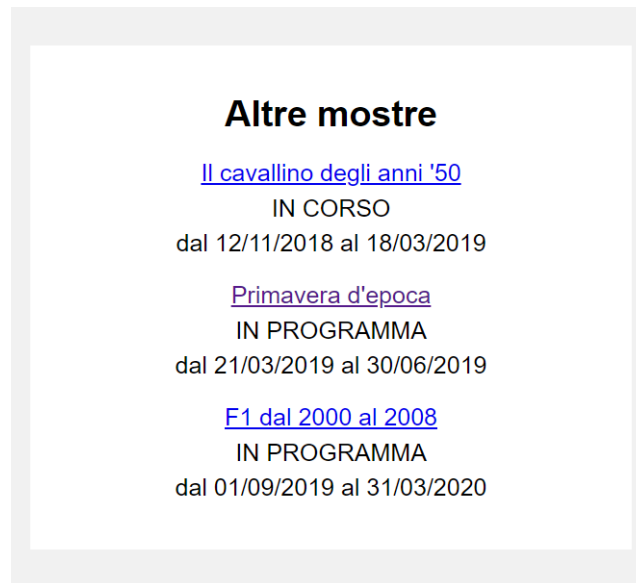 Altre mostre
Il cavallino degli anni '50
IN CORSO
dal 12/11/2018 al 18/03/2019
Primavera d'epoca
IN PROGRAMMA
dal 21/03/2019 al 30/06/2019
F1 dal 2000 al 2008
IN PROGRAMMA
dal 01/09/2019 al 31/03/2020